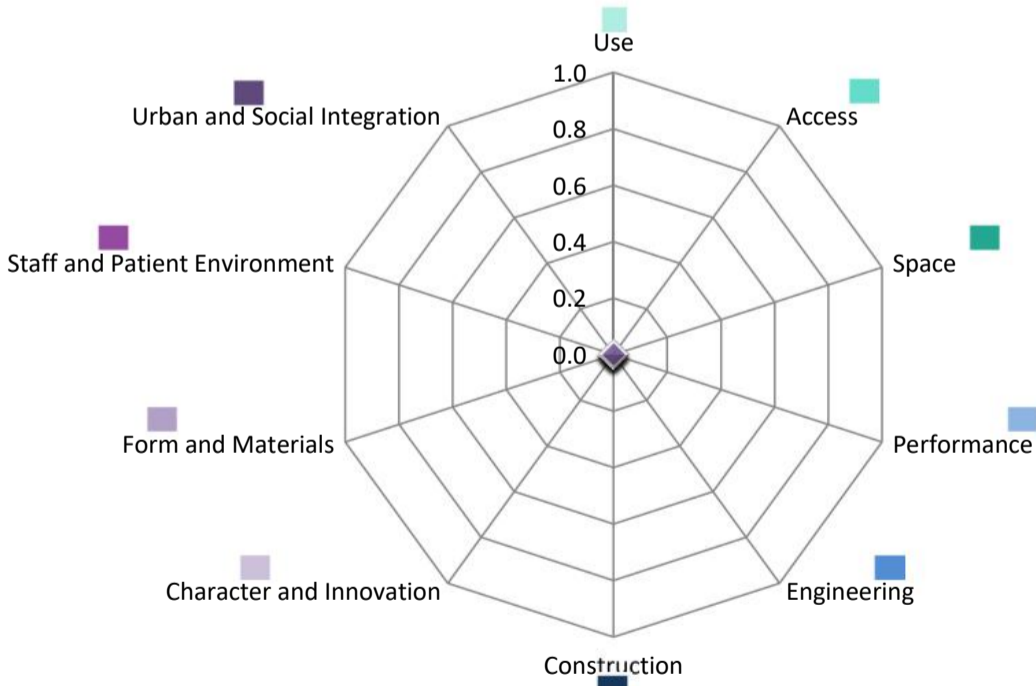 Use
1.0
Urban and Social Integration
Access
0.8
0.6
0.4
Staff and Patient Environment
Space
0.2
0.0
Form and Materials
Performance
Character and Innovation
Engineering
Construction